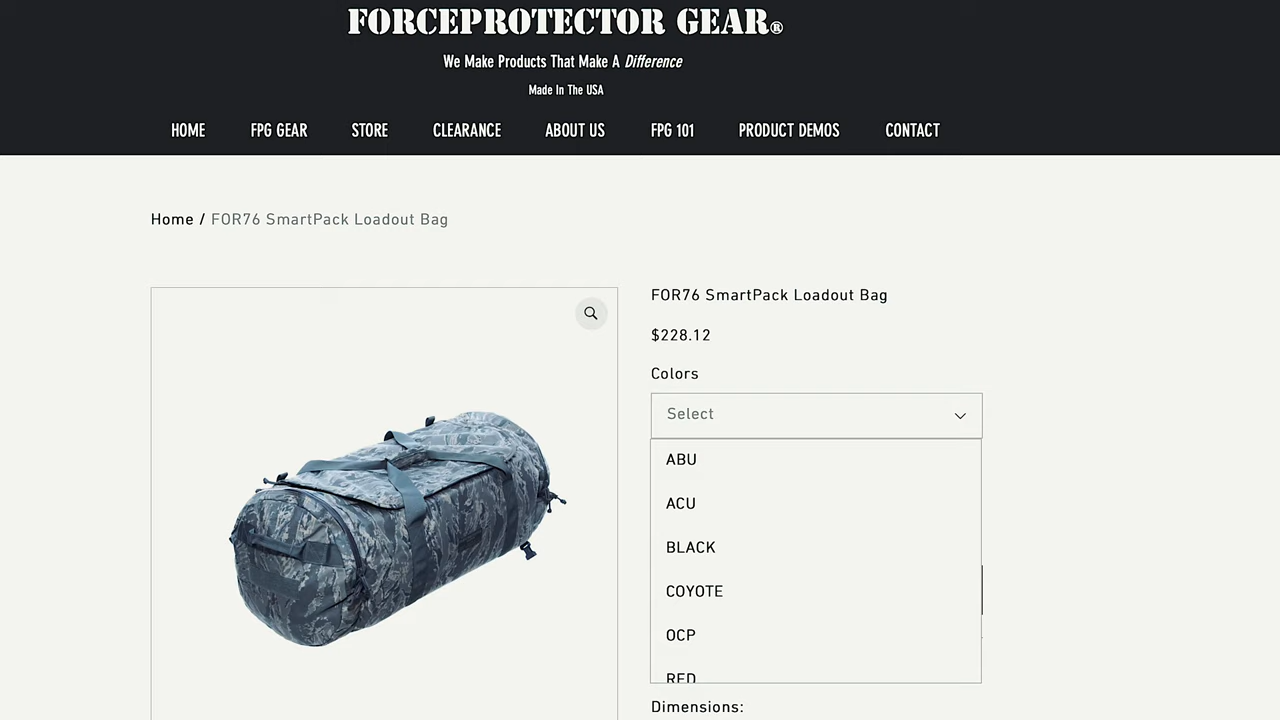 FORCEPROTECTOR GEAR®
We Make Products That Make A Difference
Made In The USA
HOME FPG GEAR STORE CLEARANCE ABOUT US FPG 101 PRODUCT DEMOS CONTACT
Home / FOR76 SmartPack Loadout Bag
FOR76 SmartPack Loadout Bag
$228.12
Colors
Select
ABU
ACU
BLACK
COYOTE
OCP
RED
Dimensions: